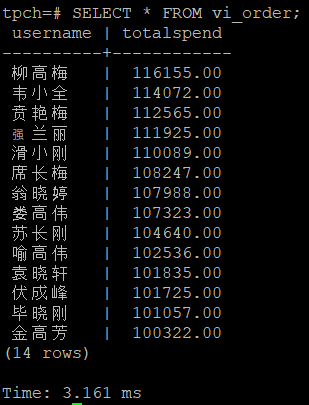 tpch=# SELECT * FROM vi_order;
username | totalspend
----------+------------
柳高梅 | 116155.00
韦小全 | 114072.00
贲艳梅 | 112565.00
强兰丽 | 111925.00
滑小刚 | 110089.00
席长梅 | 108247.00
翁晓婷 | 107988.00
娄高伟 | 107323.00
苏长刚 | 104640.00
喻高伟 | 102536.00
袁晓轩 | 101835.00
伏成峰 | 101725.00
毕晓刚 | 101057.00
金高芳 | 100322.00
(14 rows)
Time: 3.161 ms